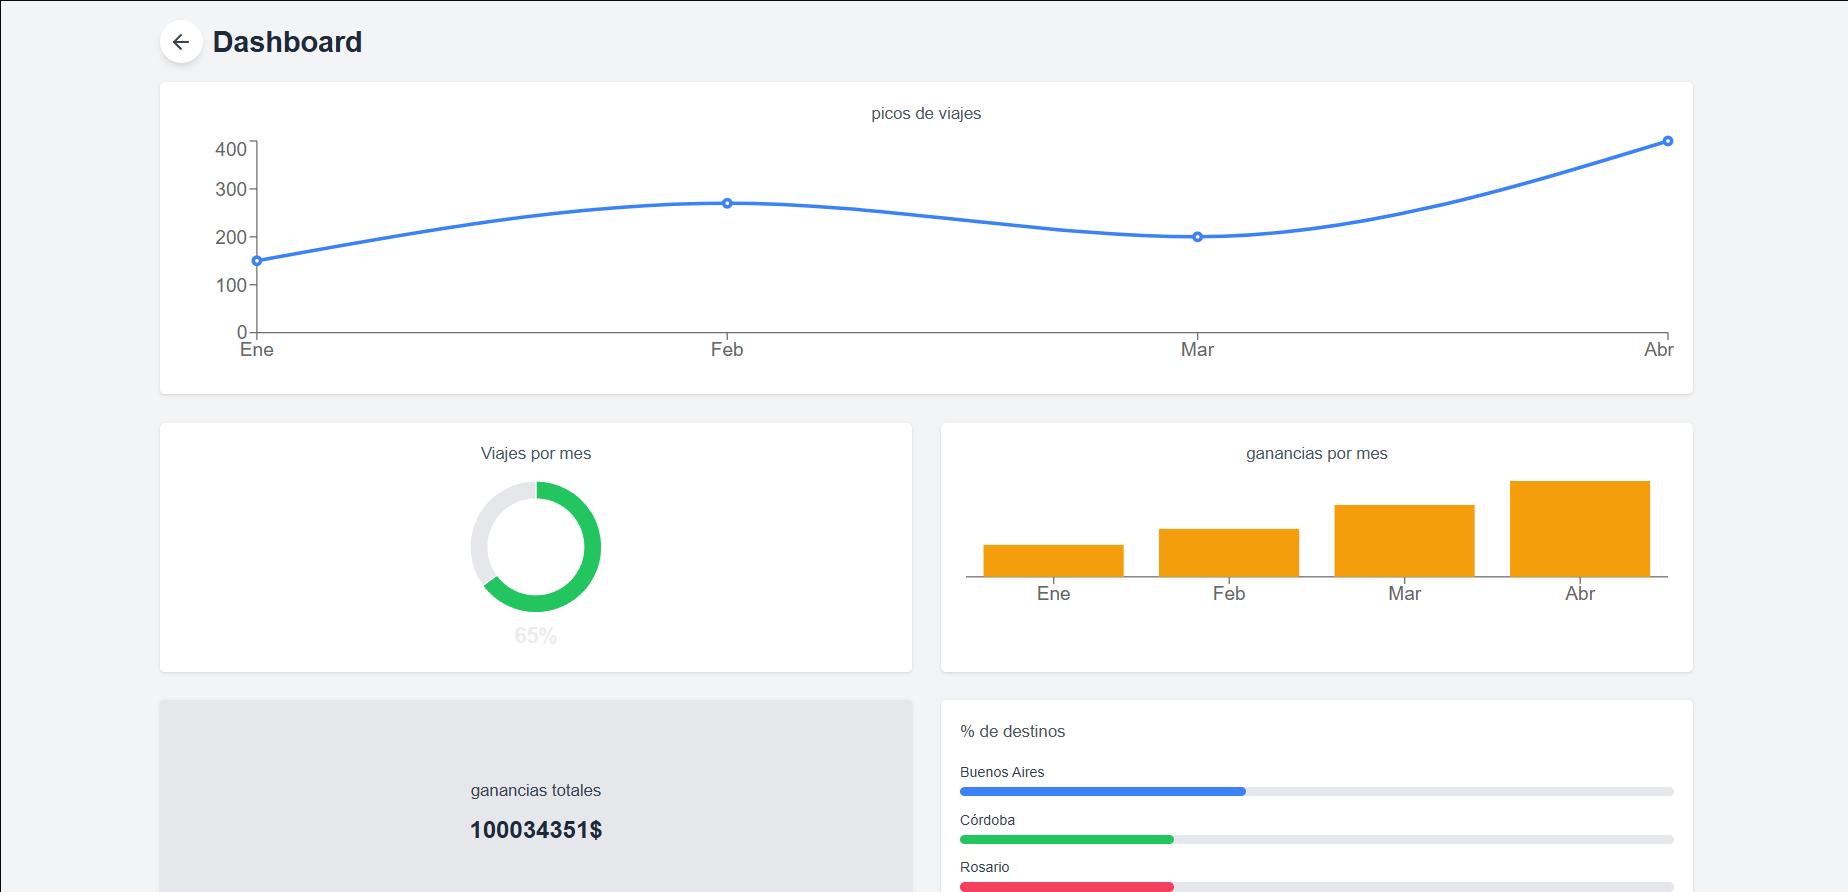 Dashboard
picos de viajes
400
300
200
100
0
Ene Feb Mar Abr
Viajes por mes
65%
ganancias por mes
Ene Feb Mar Abr
ganancias totales
100034351$
% de destinos
Buenos Aires
Córdoba
Rosario